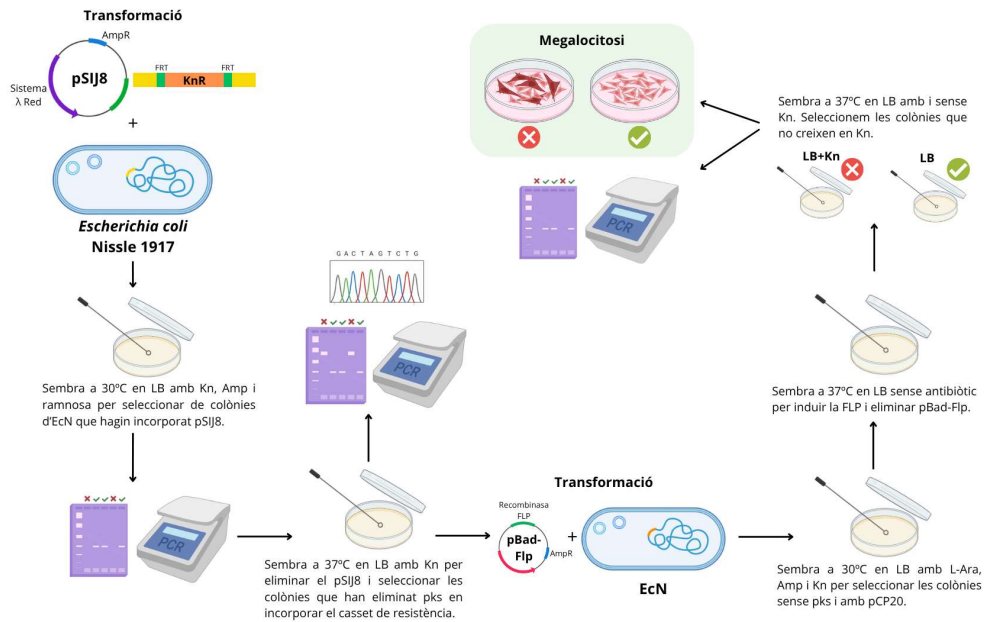 Transformació
AmpR
pSIJ8
Sistema
λ Red
FRT
KnR
FRT
+
Escherichia coli
Nissle 1917
Sembra a 30ºC en LB amb Kn, Amp i
ramnosa per seleccionar de colònies
d'EcN que hagin incorporat pSIJ8.
PCR
Sembra a 37ºC en LB amb Kn per
eliminar el pSIJ8 i seleccionar les
colònies que han eliminat pks en
incorporar el casset de resistència.
G A C T A G T C T G
PCR
Transformació
Recombinasa
FLP
pBad-
Flp
AmpR
+
EcN
Sembra a 30ºC en LB amb L-Ara,
Amp i Kn per seleccionar les colònies
sense pks i amb pCP20.
Sembra a 37ºC en LB sense antibiòtic
per induir la FLP i eliminar pBad-Flp.
LB+Kn
LB
Sembra a 37ºC en LB amb i sense
Kn. Seleccionem les colònies que
no creixen en Kn.
Megalocitosi
PCR